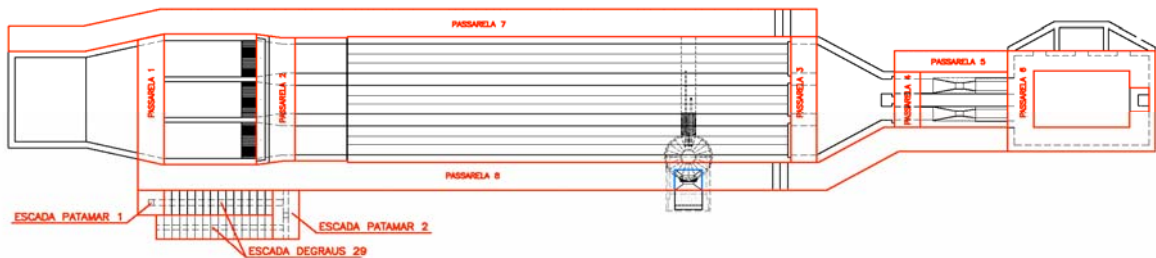 PASSARELA 7
PASSARELA 5
PASSARELA 1
PASSARELA 2
PASSARELA 3
PASSARELA 4
PASSARELA 6
PASSARELA 8
ESCADA PATAMAR 1
ESCADA PATAMAR 2
ESCADA DEGRAUS 29